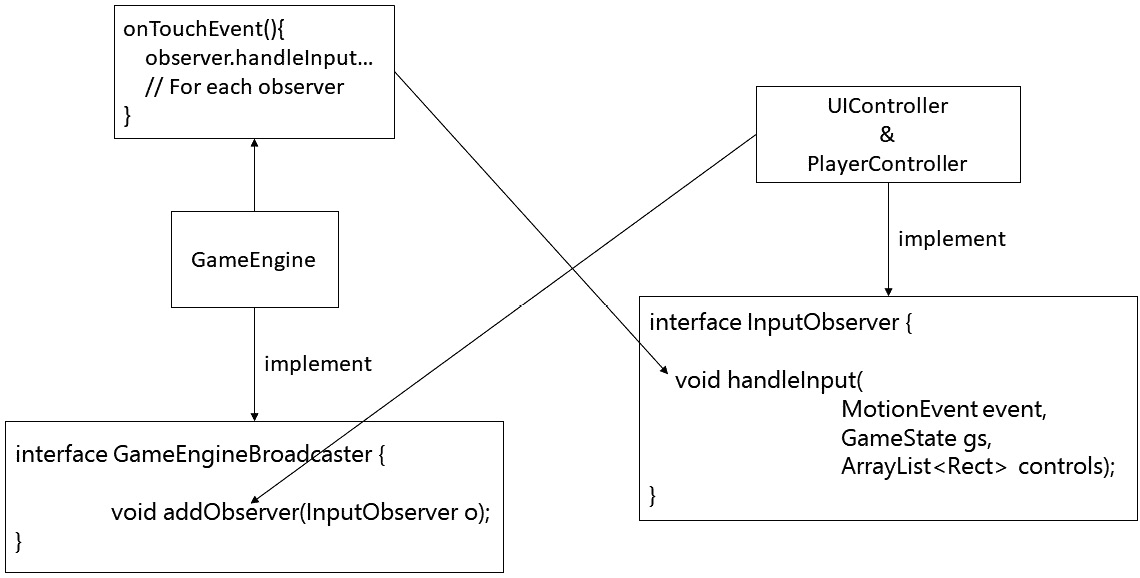 onTouchEvent(){
observer.handleInput...
// For each observer
}
UIController
&
PlayerController
GameEngine
implement
implement
interface InputObserver {
void handleInput(
MotionEvent event,
GameState gs,
ArrayList<Rect> controls);
}
interface GameEngineBroadcaster {
void addObserver(InputObserver o);
}